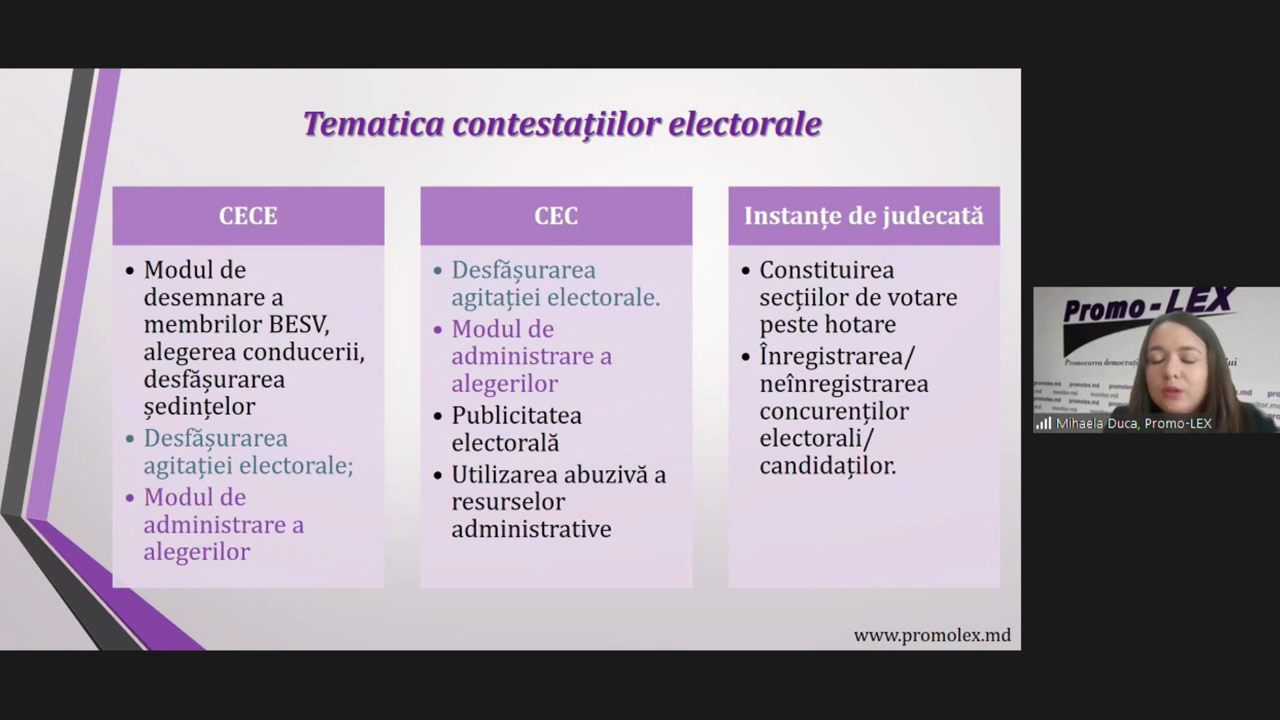 Tematica contestațiilor electorale
CECE
• Modul de
desemnare a
membrilor BESV,
alegerea conducerii,
desfășurarea
ședințelor
• Desfășurarea
agitației electorale;
• Modul de
administrare a
alegerilor
CEC
• Desfășurarea
agitației electorale.
• Modul de
administrare a
alegerilor
• Publicitatea
electorală
• Utilizarea abuzivă a
resurselor
administrative
Instanțe de judecată
• Constituirea
secțiilor de votare
peste hotare
• Înregistrarea/
neînregistrarea
concurenților
electorali/
candidaților.
www.promolex.md
Promo-LEX
Promovarea
Mihaela Duca, Promo-LEX